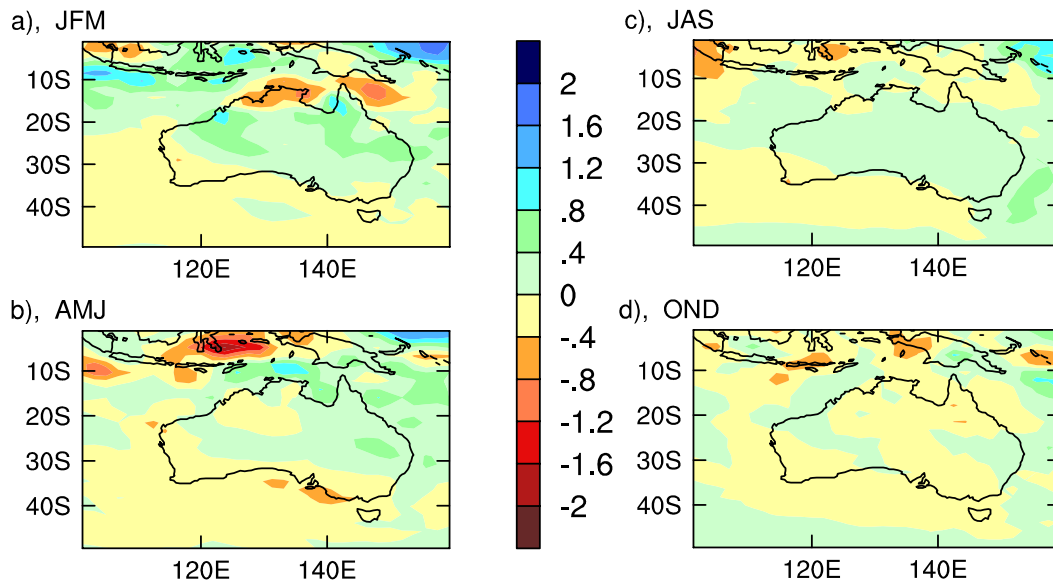 a), JFM
10S
20S
30S
40S
120E
140E
b), AMJ
10S
20S
30S
40S
120E
140E
2
1.6
1.2
.8
.4
0
-.4
-.8
-1.2
-1.6
-2
c), JAS
10S
20S
30S
40S
120E
140E
d), OND
10S
20S
30S
40S
120E
140E